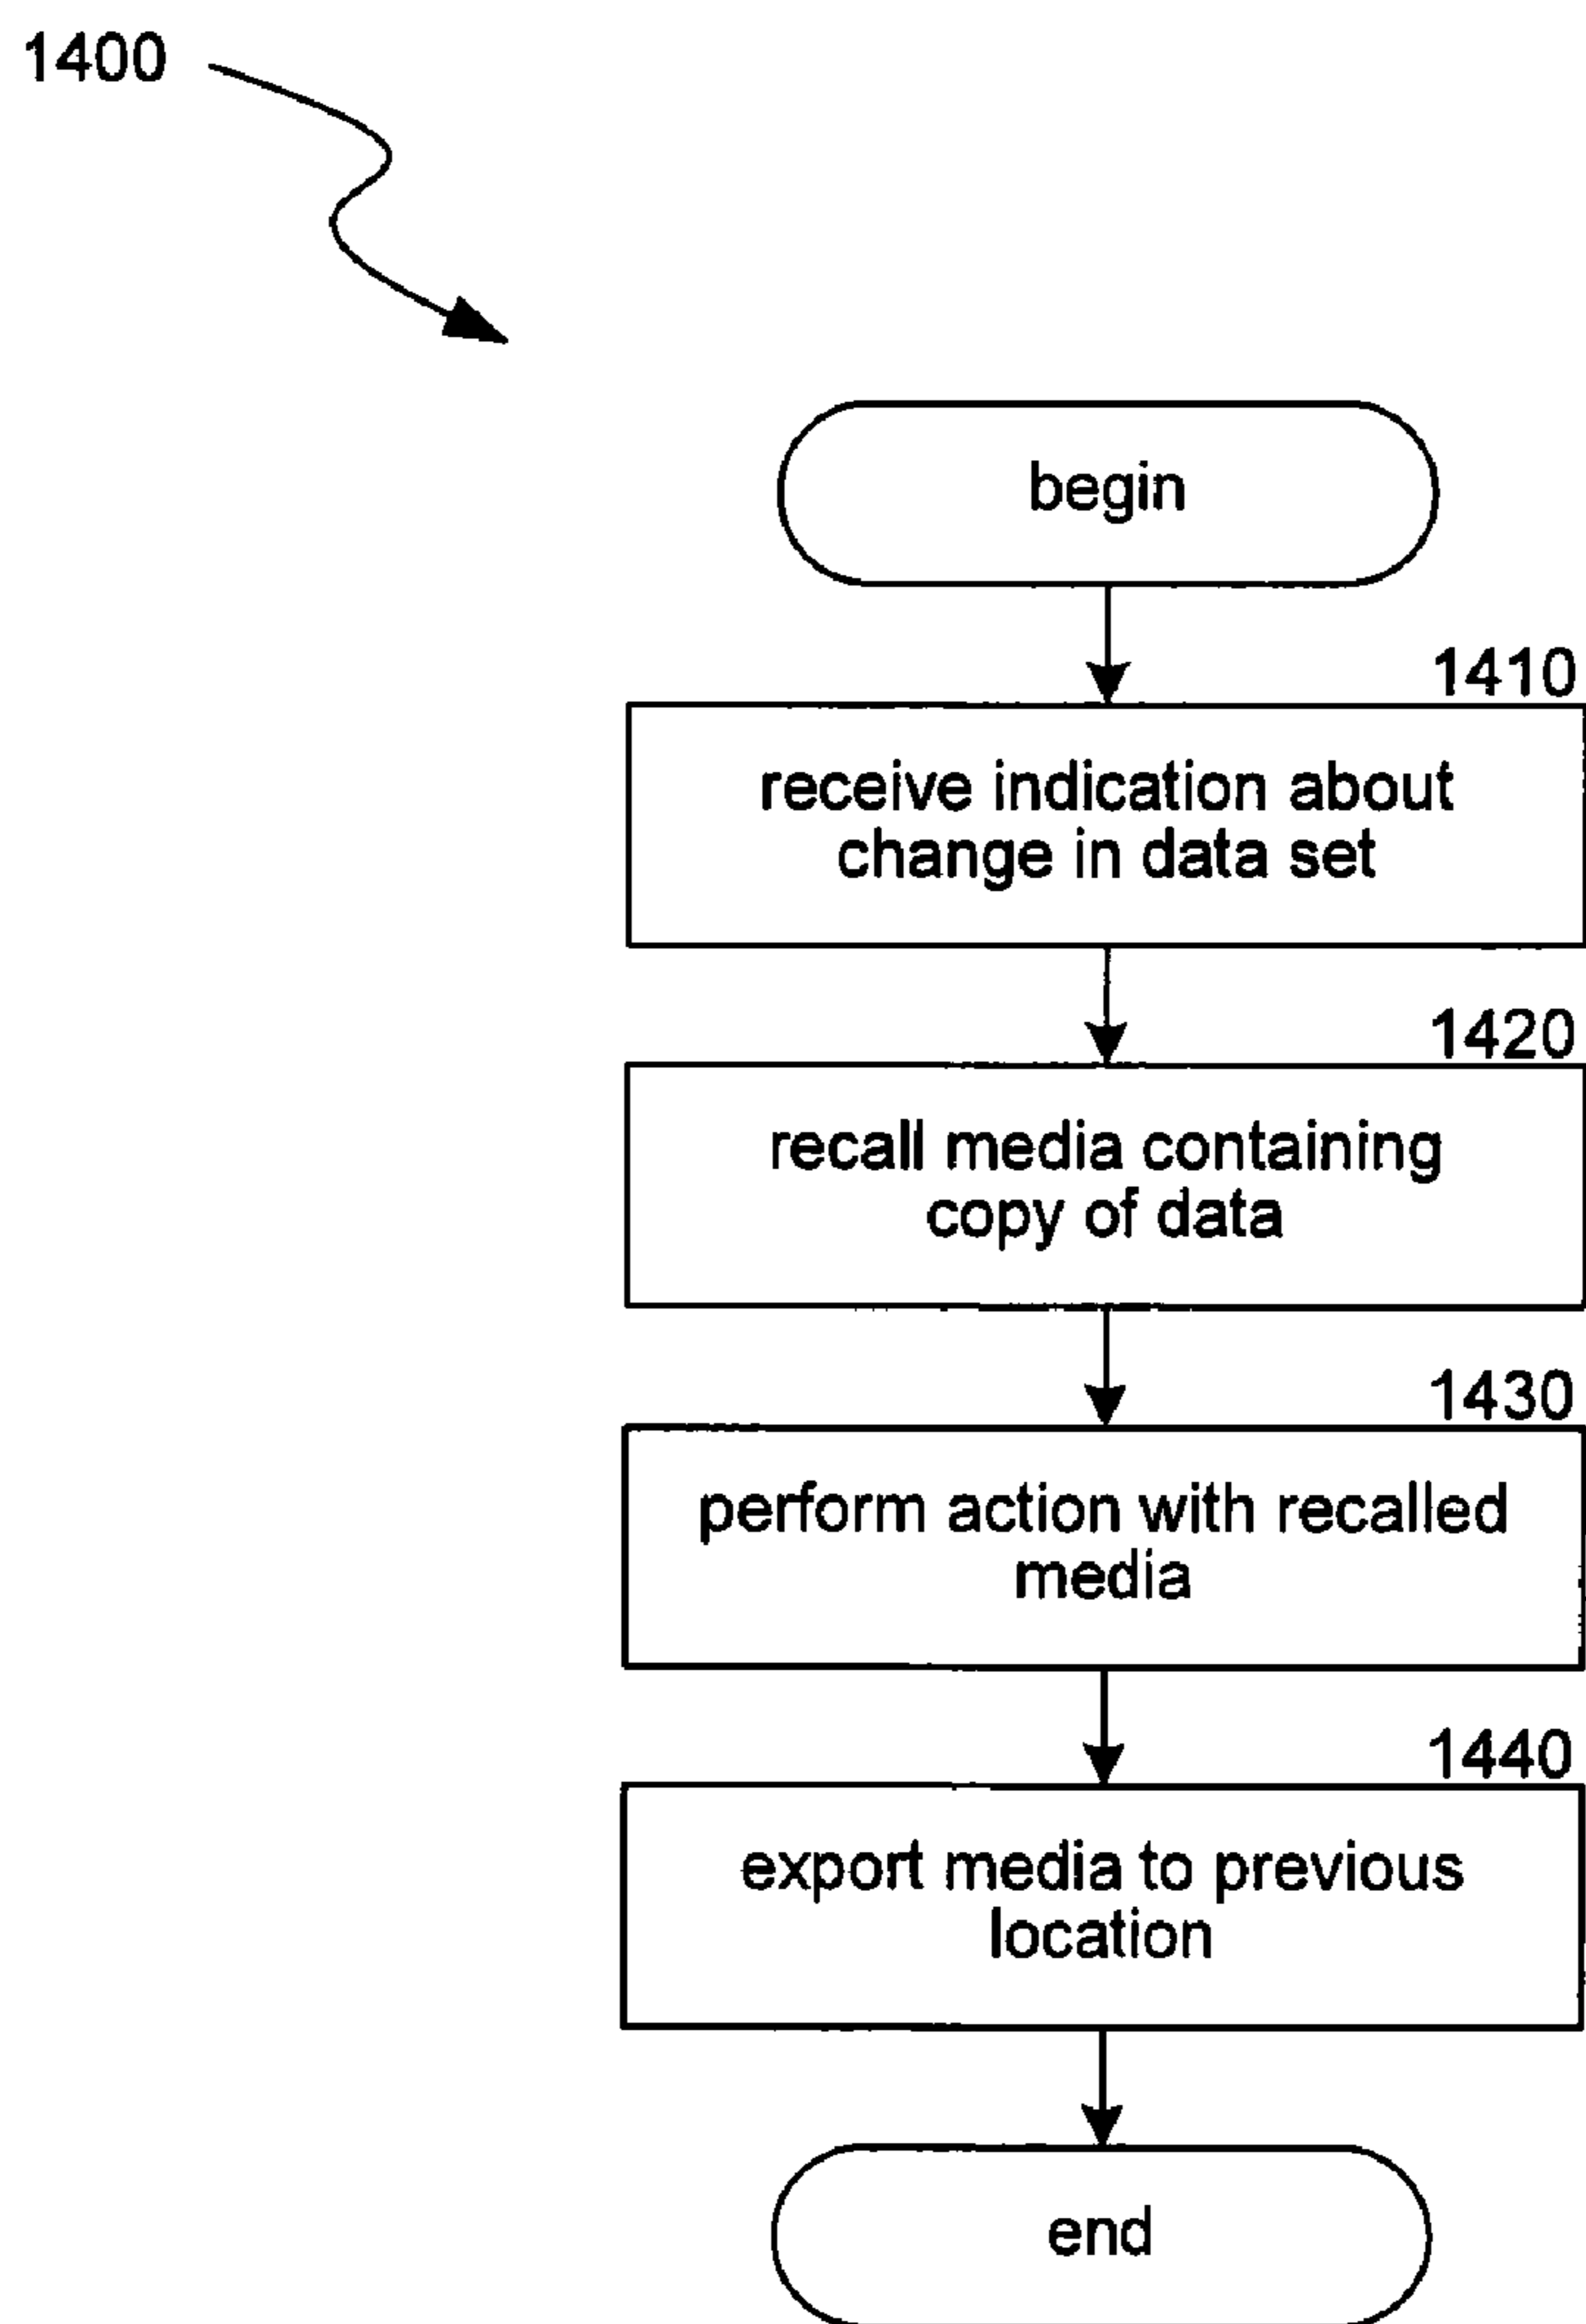 1400
begin
1410
receive indication about
change in data set
1420
recall media containing
copy of data
1430
perform action with recalled
media
1440
export media to previous
location
end